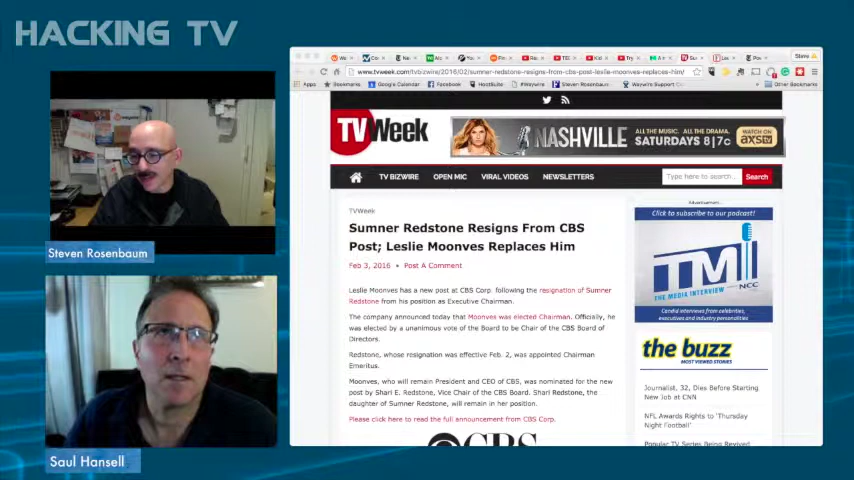 HACKING TV
Steven Rosenbaum
Saul Hansell
Steve
www.tvweek.com/tvbizwire/2016/02/sumner-redstone-resigns-from-cbs-post-leslie-moonves-replaces-him/
Apps Bookmarks Google Calendar Facebook HootSuite Steven Rosenbaum Waywire Support Other Bookmarks
TVWeek
NASHVILLE
ALL THE MUSIC. ALL THE DRAMA.
SATURDAYS 8|7c
WATCH ON
axstv
TV BIZWIRE OPEN MIC VIRAL VIDEOS NEWSLETTERS
Type here to search... Search
TVWeek
Sumner Redstone Resigns From CBS
Post; Leslie Moonves Replaces Him
Feb 3, 2016 • Post A Comment
Leslie Moonves has a new post at CBS Corp. following the resignation of Sumner
Redstone from his position as Executive Chairman.
The company announced today that Moonves was elected Chairman. Officially, he
was elected by a unanimous vote of the Board to be Chair of the CBS Board of
Directors.
Redstone, whose resignation was effective Feb. 2, was appointed Chairman
Emeritus.
Moonves, who will remain President and CEO of CBS, was nominated for the new
post by Shari E. Redstone, Vice Chair of the CBS Board. Shari Redstone, the
daughter of Sumner Redstone, will remain in her position.
Please click here to read the full announcement from CBS Corp.
CBS
Advertisement
Click to subscribe to our podcast!
TMI
THE MEDIA INTERVIEW
NCC
Candid interviews from celebrities,
executives and industry personalities
the buzz
MOST VIEWED STORIES
Journalist, 32, Dies Before Starting
New Job at CNN
NFL Awards Rights to 'Thursday
Night Football'
Popular TV Series Being Revived